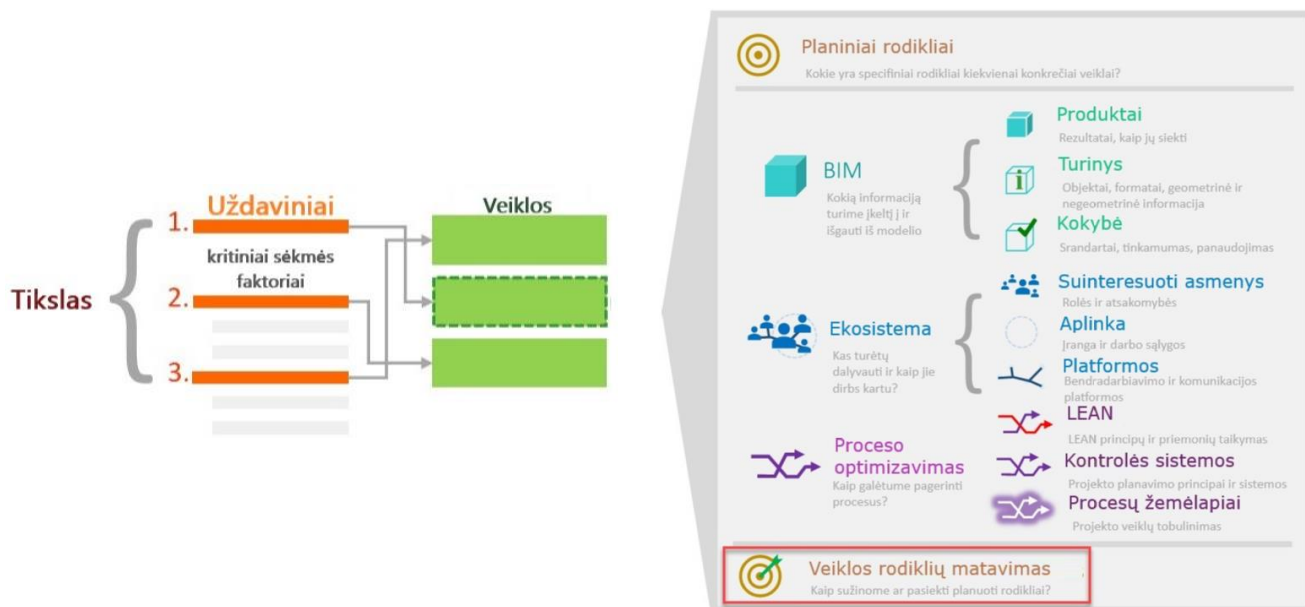 Tikslas
Uždaviniai
1.
kritiniai sėkmės
faktoriai
2.
3.
Veiklos
Planiniai rodikliai
Kokie yra specifiniai rodikliai kiekvienai konkrečiai veiklai?
BIM
Kokią informaciją
turime įkeltį į ir
išgauti iš modelio
Produktai
Rezultatai, kaip jų siekti
Turinys
Objektai, formatai, geometrinė ir
negeometrinė informacija
Kokybė
Srandartai, tinkamumas, panaudojimas
Ekosistema
Kas turėtų
dalyvauti ir kaip jie
dirbs kartu?
Suinteresuoti asmenys
Rolės ir atsakomybės
Aplinka
Įranga ir darbo sąlygos
Platformos
Bendradarbiavimo ir komunikacijos
platformos
Proceso
optimizavimas
Kaip galėtume pagerinti
procesus?
LEAN
LEAN principų ir priemonių taikymas
Kontrolės sistemos
Projekto planavimo principai ir sistemos
Procesų žemėlapiai
Projekto veiklų tobulinimas
Veiklos rodiklių matavimas
Kaip sužinome ar pasiekti planuoti rodikliai?